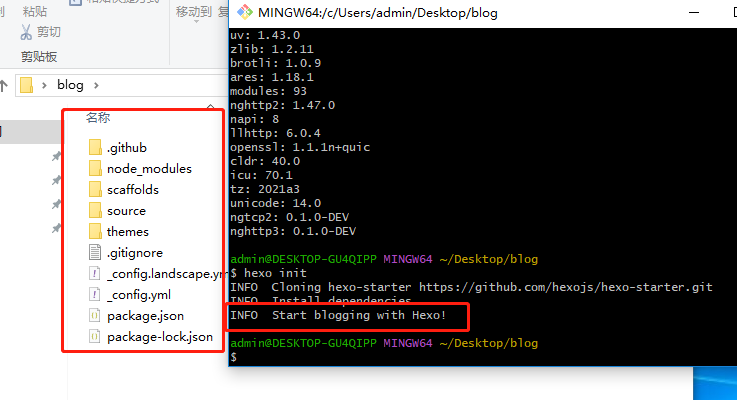 粘贴
剪切
剪贴板
移动到
blog
名称
.github
node_modules
scaffolds
source
themes
.gitignore
_config.landscape.ym
_config.yml
package.json
package-lock.json
MINGW64:/c/Users/admin/Desktop/blog
uv: 1.43.0
zlib: 1.2.11
brotli: 1.0.9
ares: 1.18.1
modules: 93
nghttp2: 1.47.0
napi: 8
llhttp: 6.0.4
openssl: 1.1.1n+quic
cldr: 40.0
icu: 70.1
tz: 2021a3
unicode: 14.0
ngtcp2: 0.1.0-DEV
nghttp3: 0.1.0-DEV
admin@DESKTOP-GU4QIPP MINGW64 ~/Desktop/blog
$ hexo init
INFO  Cloning hexo-starter https://github.com/hexojs/hexo-starter.git
INFO  Install dependencies
INFO  Start blogging with Hexo!
admin@DESKTOP-GU4QIPP MINGW64 ~/Desktop/blog
$